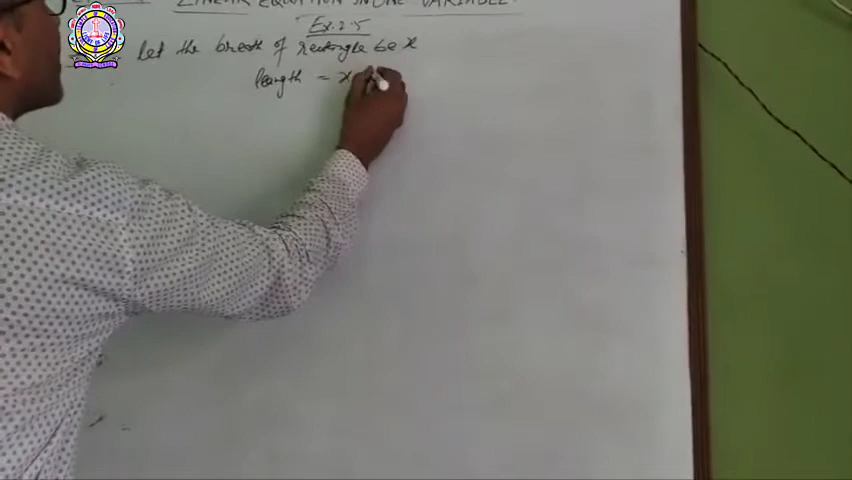 LINEAR EQUATION IN ONE VARIABLE.
Ex. 2.5
Let the breath of rectangle be x
length = x